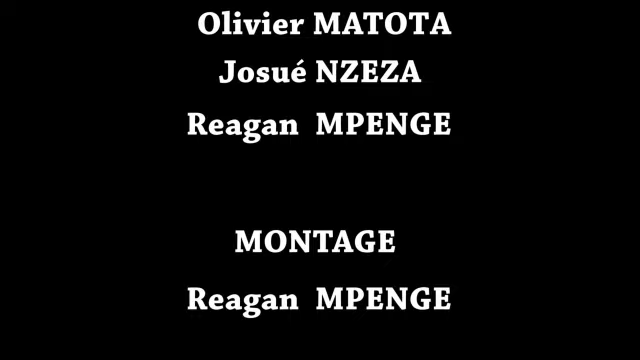 Olivier MATOTA
Josué NZEZA
Reagan MPENGE
MONTAGE
Reagan MPENGE